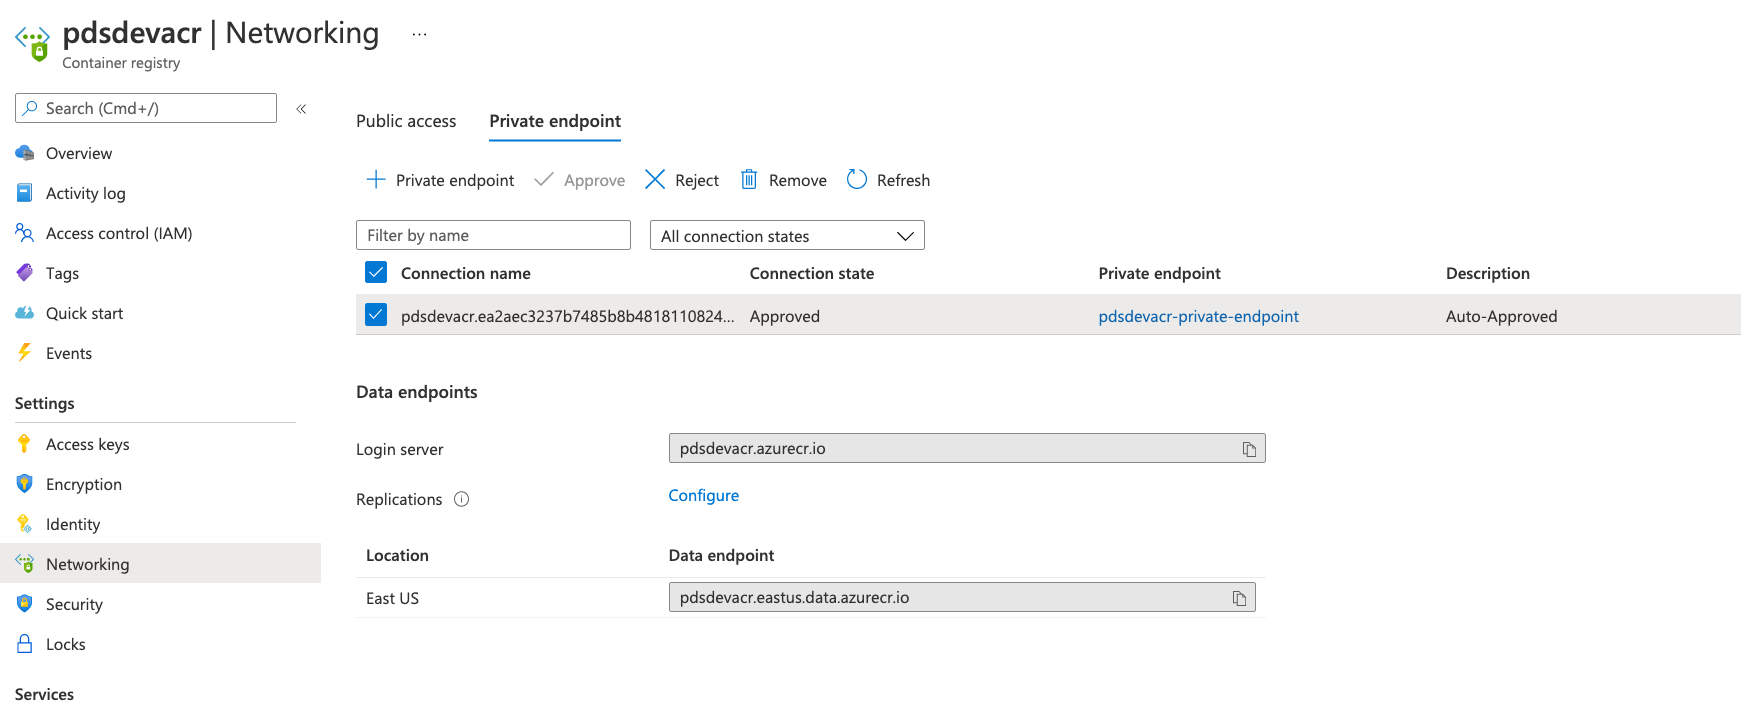 pdsdevacr | Networking ...
Container registry
Search (Cmd+/)
«
Overview
Activity log
Access control (IAM)
Tags
Quick start
Events
Settings
Access keys
Encryption
Identity
Networking
Security
Locks
Services
Public access Private endpoint
Private endpoint Approve Reject Remove Refresh
Filter by name All connection states
Connection name Connection state Private endpoint Description
pdsdevacr.ea2aec3237b7485b8b4818110824... Approved pdsdevacr-private-endpoint Auto-Approved
Data endpoints
Login server pdsdevacr.azurecr.io
Replications Configure
Location Data endpoint
East US pdsdevacr.eastus.data.azurecr.io